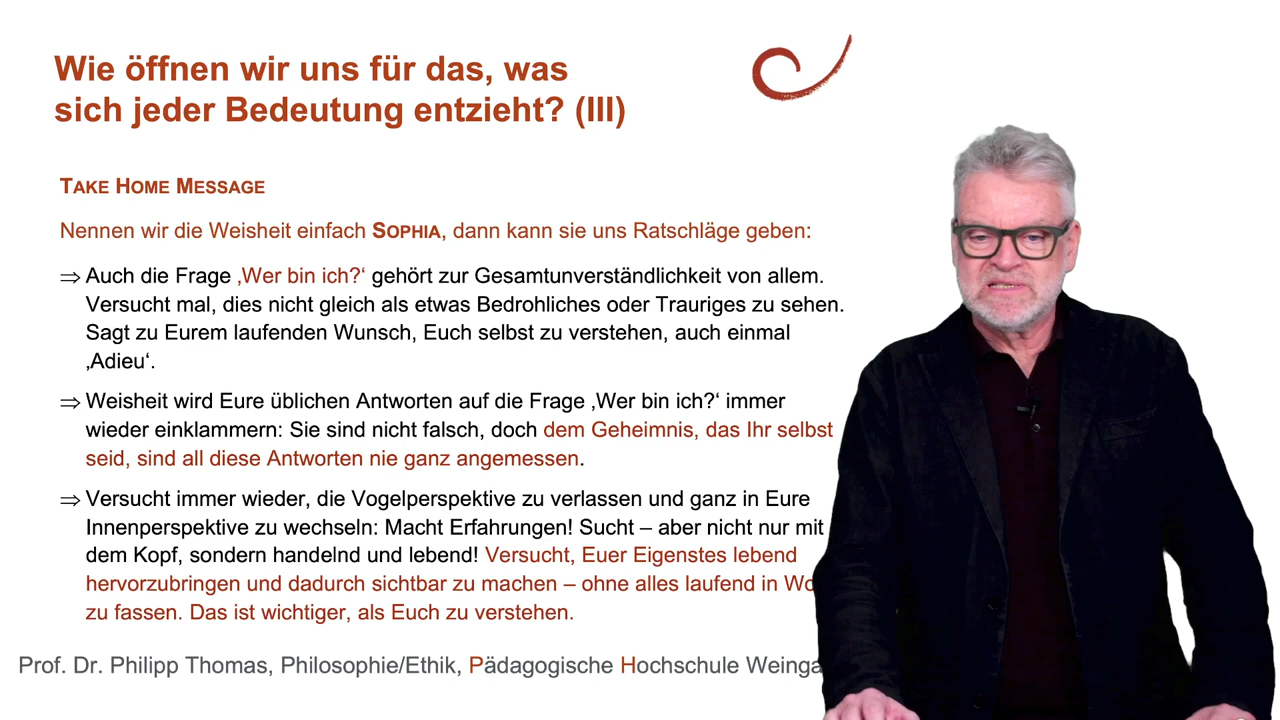 Wie öffnen wir uns für das, was
sich jeder Bedeutung entzieht? (III)
TAKE HOME MESSAGE
Nennen wir die Weisheit einfach SOPHIA, dann kann sie uns Ratschläge geben:
⇒ Auch die Frage ‚Wer bin ich?‘ gehört zur Gesamtunverständlichkeit von allem.
Versucht mal, dies nicht gleich als etwas Bedrohliches oder Trauriges zu sehen.
Sagt zu Eurem laufenden Wunsch, Euch selbst zu verstehen, auch einmal
‚Adieu‘.
⇒ Weisheit wird Eure üblichen Antworten auf die Frage ‚Wer bin ich?‘ immer
wieder einklammern: Sie sind nicht falsch, doch dem Geheimnis, das Ihr selbst
seid, sind all diese Antworten nie ganz angemessen.
⇒ Versucht immer wieder, die Vogelperspektive zu verlassen und ganz in Eure
Innenperspektive zu wechseln: Macht Erfahrungen! Sucht – aber nicht nur mit
dem Kopf, sondern handelnd und lebend! Versucht, Euer Eigenstes lebend
hervorzubringen und dadurch sichtbar zu machen – ohne alles laufend in
zu fassen. Das ist wichtiger, als Euch zu verstehen.
Prof. Dr. Philipp Thomas, Philosophie/Ethik, Pädagogische Hochschule